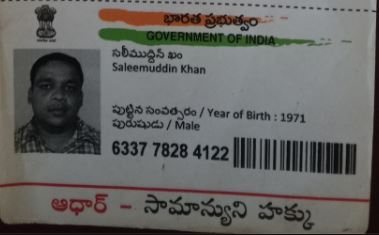 భారత ప్రభుత్వం
GOVERNMENT OF INDIA
సలీముద్దిన్ ఖాం
Saleemuddin Khan
పుట్టిన సంవత్సరం / Year of Birth : 1971
పురుషుడు / Male
6337 7828 4122
ఆధార్ - సామాన్యుని హక్కు